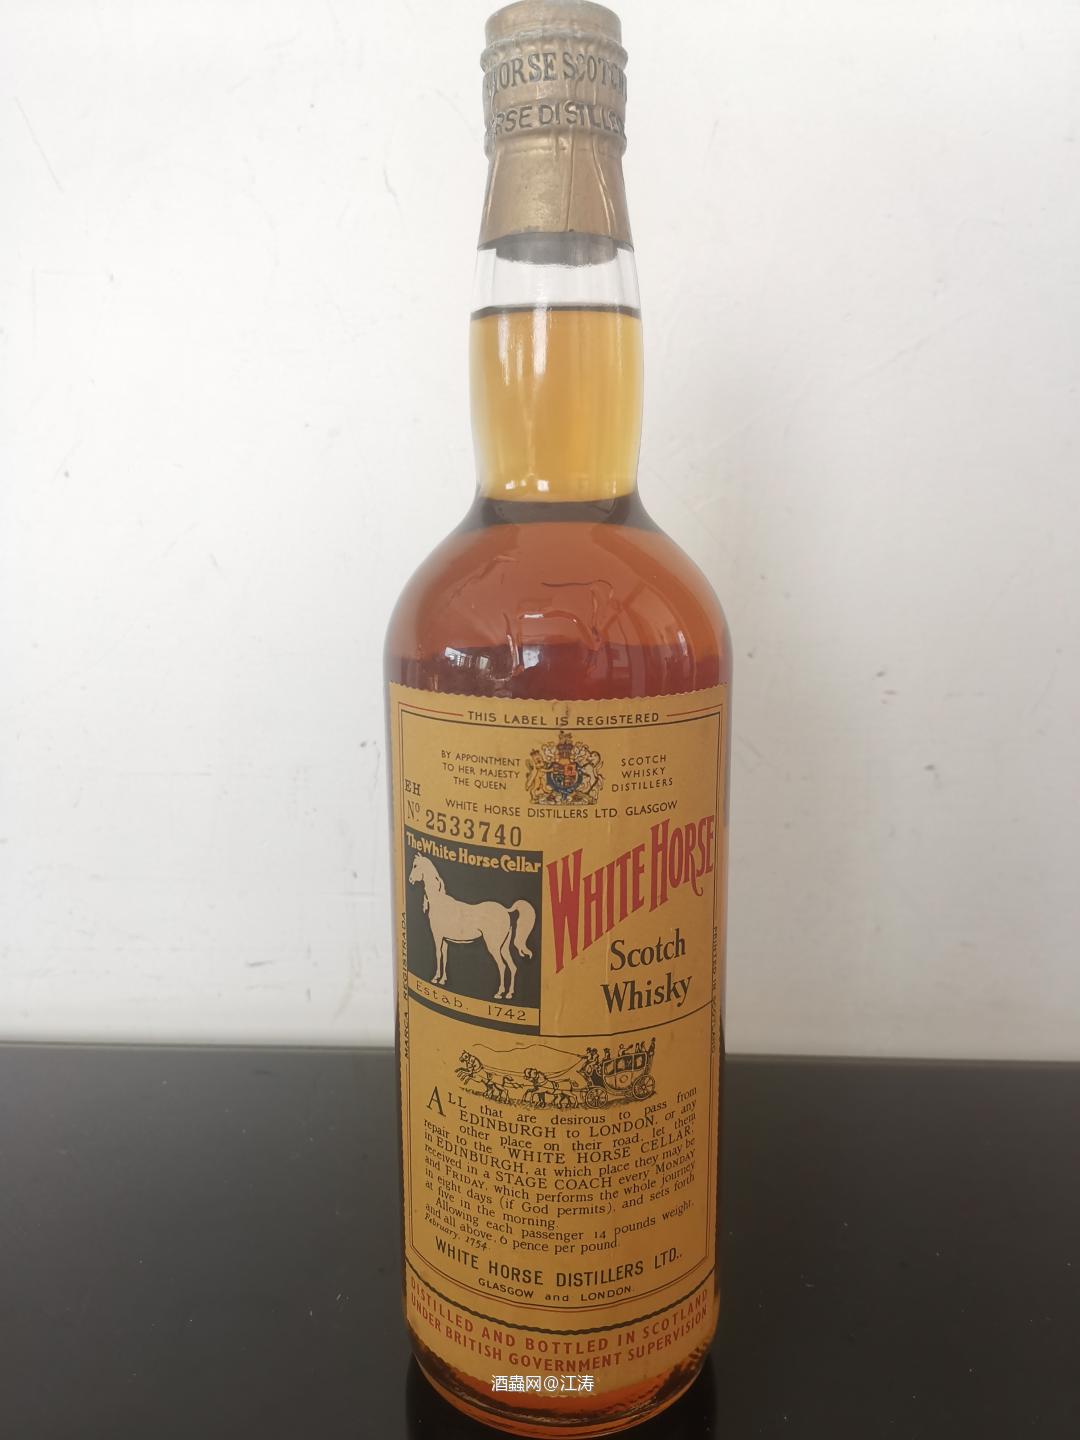 HORSE SCOTCH
RSE DISTILLE
THIS LABEL IS REGISTERED
BY APPOINTMENT
TO HER MAJESTY
THE QUEEN
SCOTCH
WHISKY
DISTILLERS
WHITE HORSE DISTILLERS LTD. GLASGOW
EH
Nº 2533740
The White Horse Cellar
Estab. 1742
WHITE HORSE
Scotch
Whisky
MARCA REGISTRADA
ALL that are desirous to pass from
EDINBURGH to LONDON, or any
other place on their road, let them
repair to the WHITE HORSE CELLAR,
in EDINBURGH, at which place they may be
received in a STAGE COACH every MONDAY
and FRIDAY, which performs the whole journey
in eight days (if God permits), and sets forth
at five in the morning.
Allowing each passenger 14 pounds weight,
and all above, 6 pence per pound.
February, 1754.
WHITE HORSE DISTILLERS LTD.,
GLASGOW and LONDON.
DISTILLED AND BOTTLED IN SCOTLAND
UNDER BRITISH GOVERNMENT SUPERVISION
酒蟲网@江涛